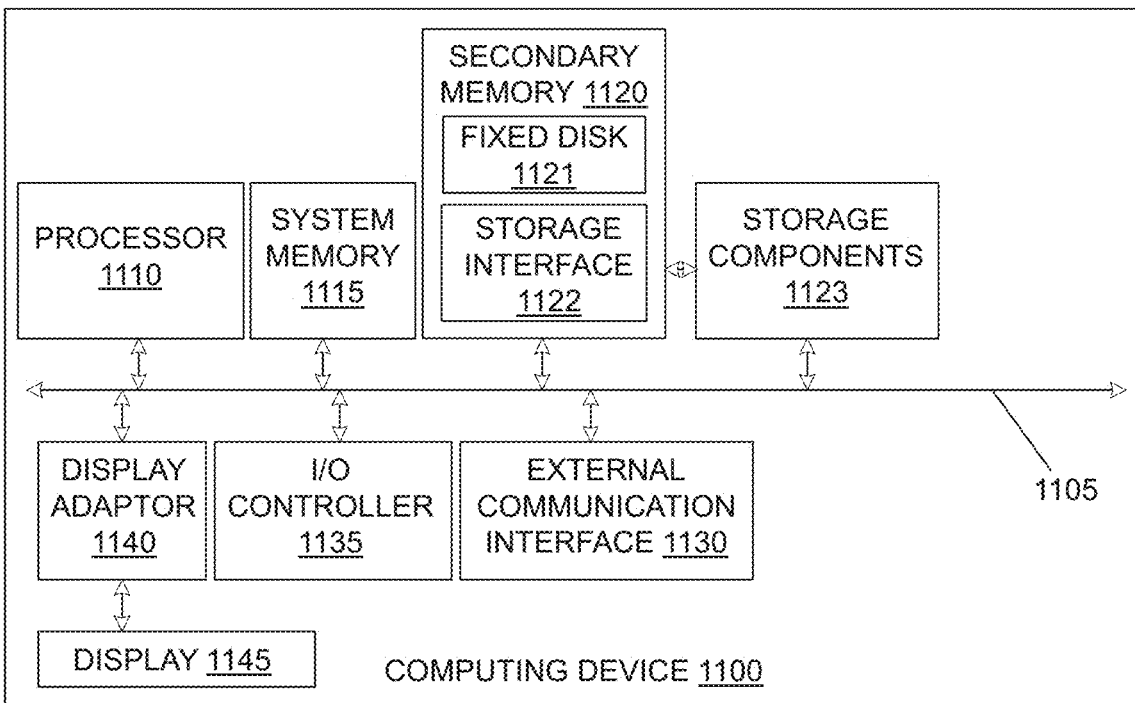 SECONDARY
MEMORY 1120
FIXED DISK
1121
STORAGE
INTERFACE
1122
PROCESSOR
1110
SYSTEM
MEMORY
1115
STORAGE
COMPONENTS
1123
DISPLAY
ADAPTOR
1140
I/O
CONTROLLER
1135
EXTERNAL
COMMUNICATION
INTERFACE 1130
1105
DISPLAY 1145
COMPUTING DEVICE 1100